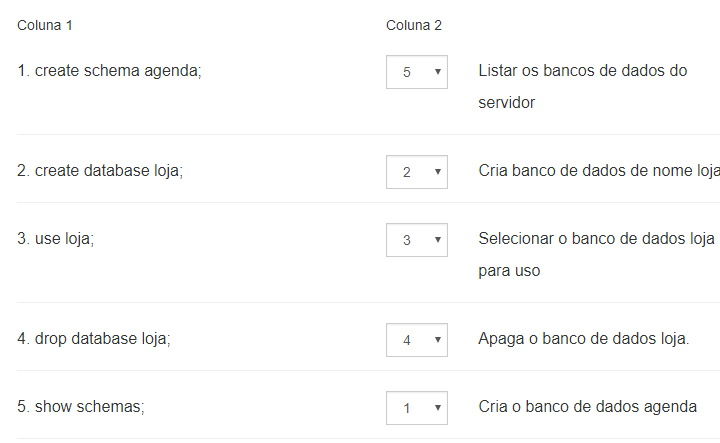 Coluna 1 Coluna 2
1. create schema agenda; 5 Listar os bancos de dados do
servidor
2. create database loja; 2 Cria banco de dados de nome loja
3. use loja; 3 Selecionar o banco de dados loja
para uso
4. drop database loja; 4 Apaga o banco de dados loja.
5. show schemas; 1 Cria o banco de dados agenda